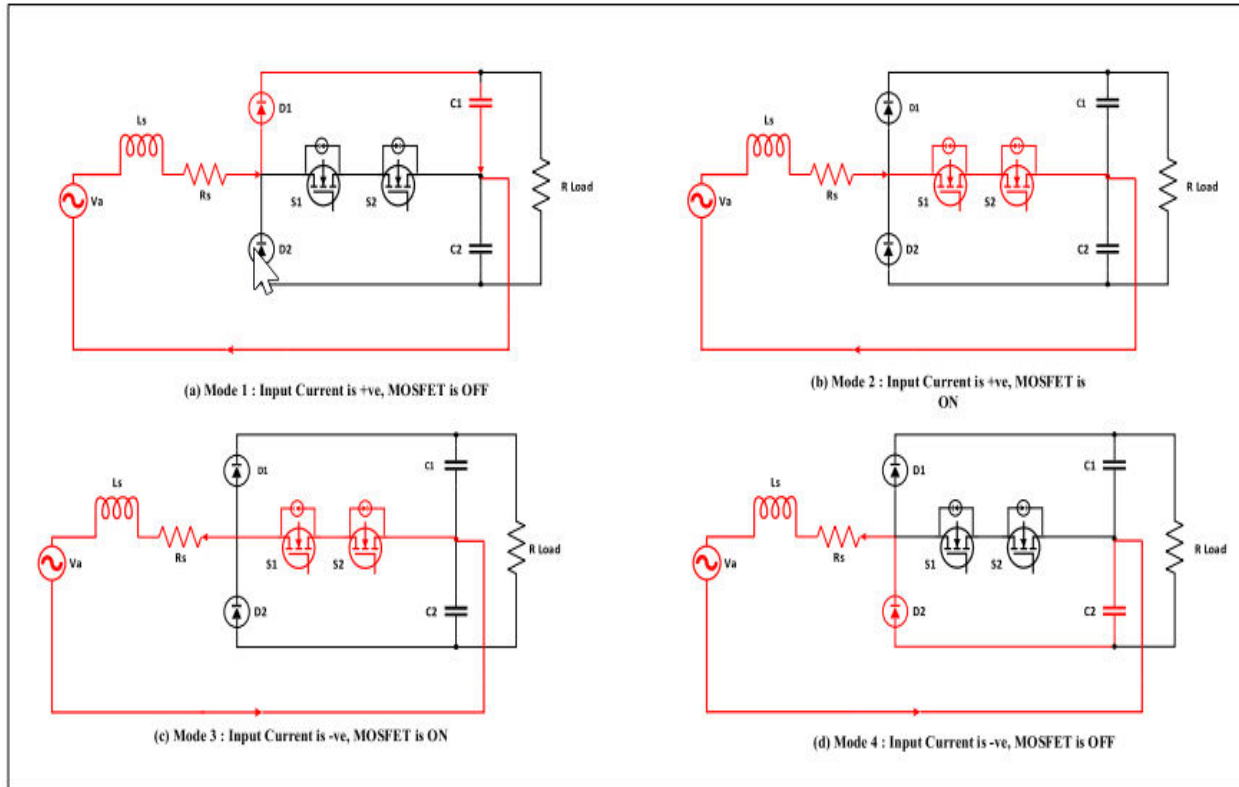 D1
C1
Ls
R Load
Rs
Va
S1
S2
D2
C2
(a) Mode 1 : Input Current is +ve, MOSFET is OFF
D1
C1
Ls
R Load
Rs
Va
S1
S2
D2
C2
(b) Mode 2 : Input Current is +ve, MOSFET is
ON
D1
C1
Ls
Rs
R Load
Va
S1
S2
D2
C2
(c) Mode 3 : Input Current is -ve, MOSFET is ON
D1
C1
Ls
Rs
R Load
Va
S1
S2
D2
C2
(d) Mode 4 : Input Current is -ve, MOSFET is OFF